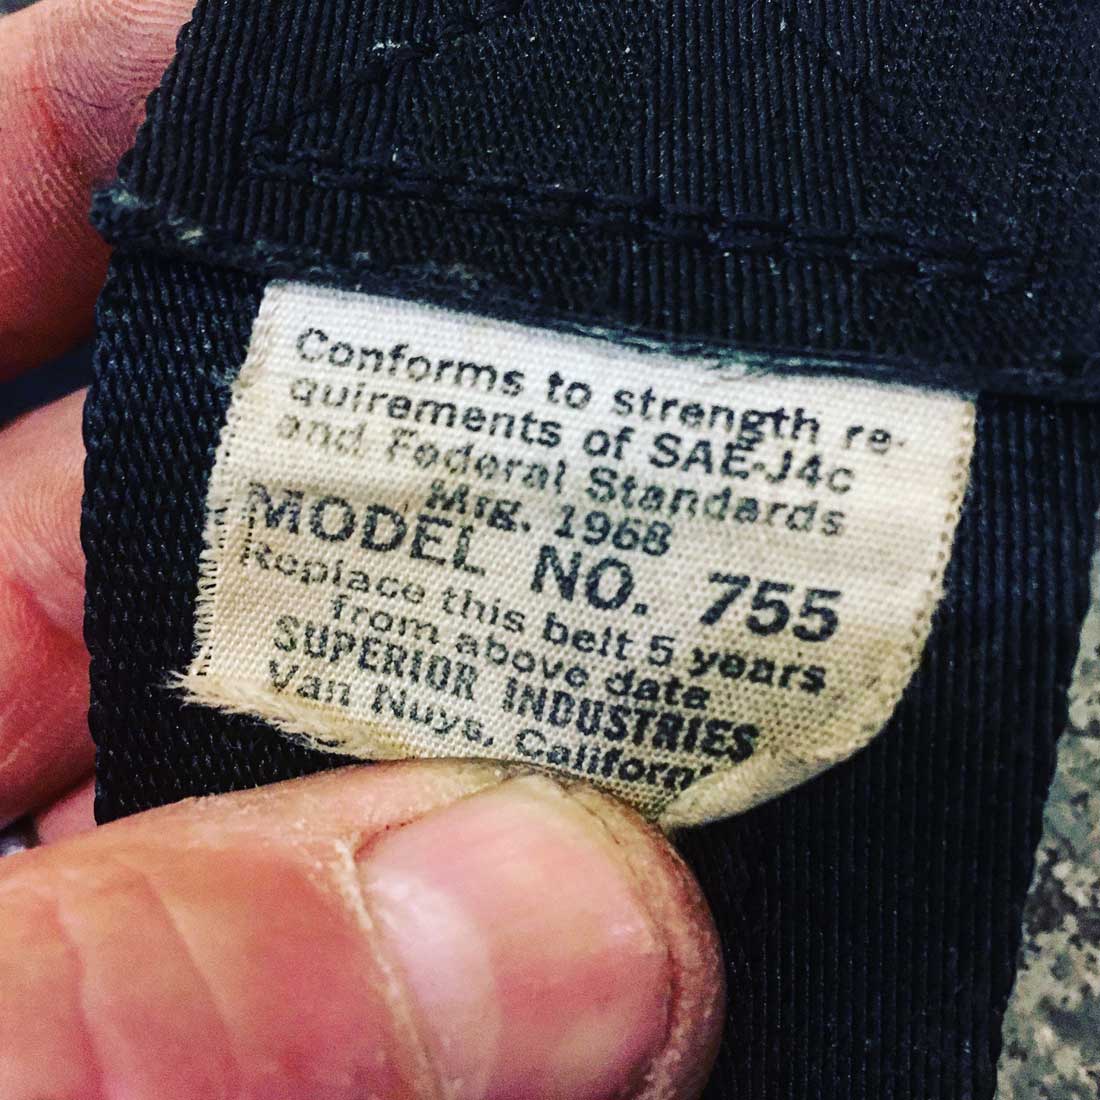 Conforms to strength re-
quirements of SAE-J4c
and Federal Standards
Mfg. 1968
MODEL NO. 755
Replace this belt 5 years
from above date
SUPERIOR INDUSTRIES
Van Nuys, Californi